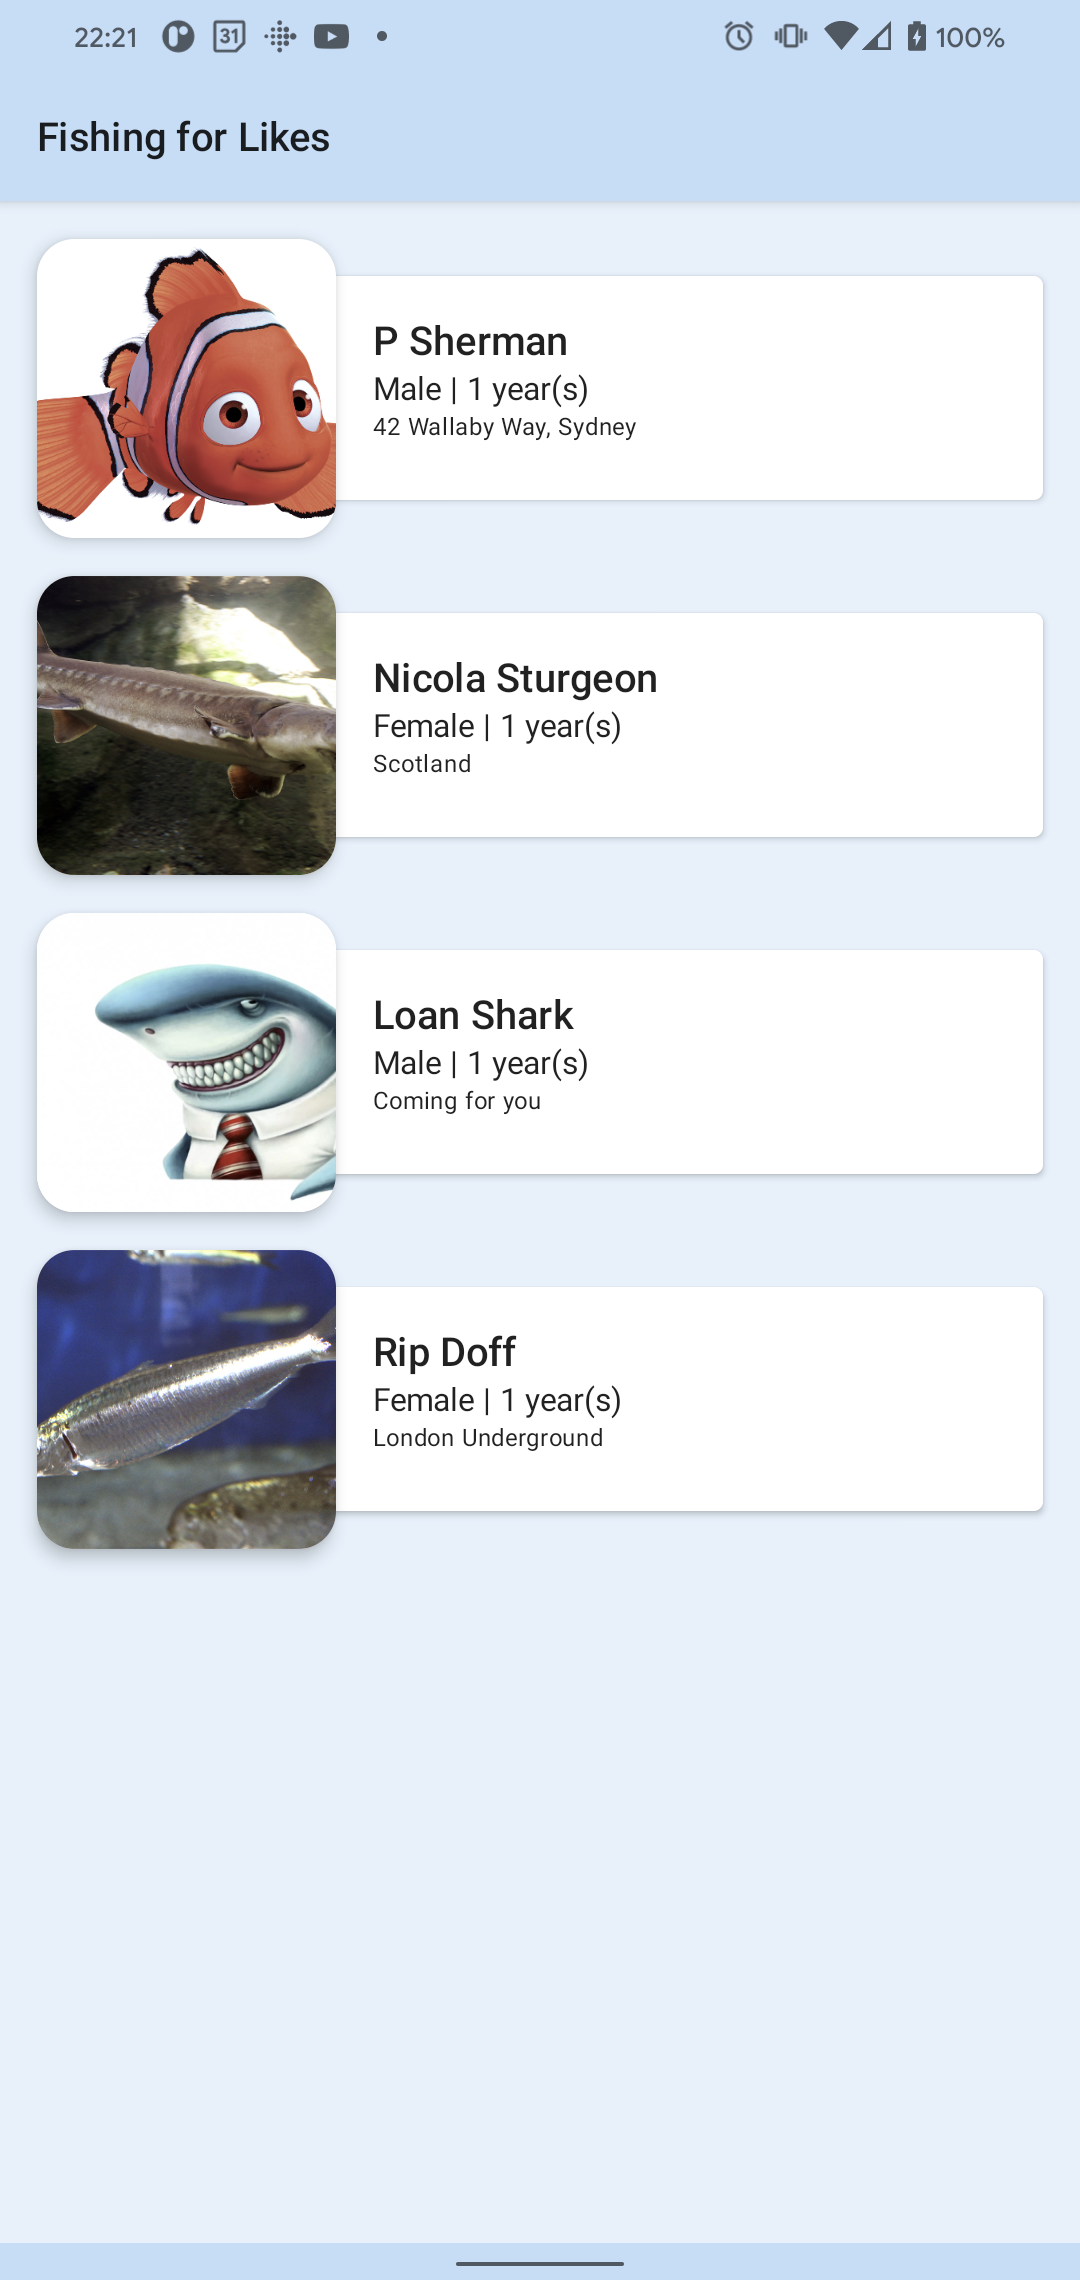 22:21
31
100%
Fishing for Likes
P Sherman
Male | 1 year(s)
42 Wallaby Way, Sydney
Nicola Sturgeon
Female | 1 year(s)
Scotland
Loan Shark
Male | 1 year(s)
Coming for you
Rip Doff
Female | 1 year(s)
London Underground